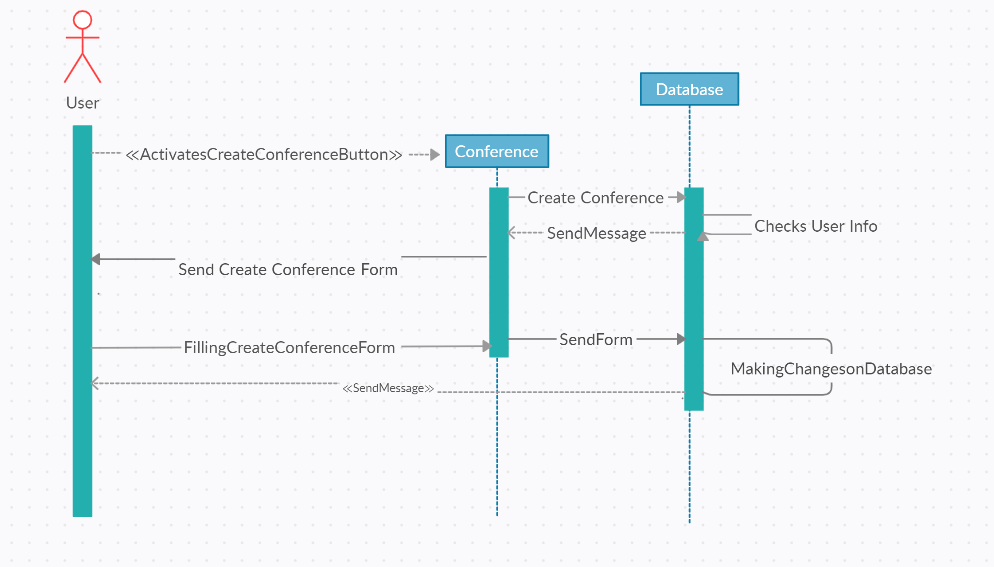 User
Database
≪ActivatesCreateConferenceButton≫
Conference
Create Conference
Checks User Info
SendMessage
Send Create Conference Form
SendForm
FillingCreateConferenceForm
MakingChangesonDatabase
≪SendMessage≫